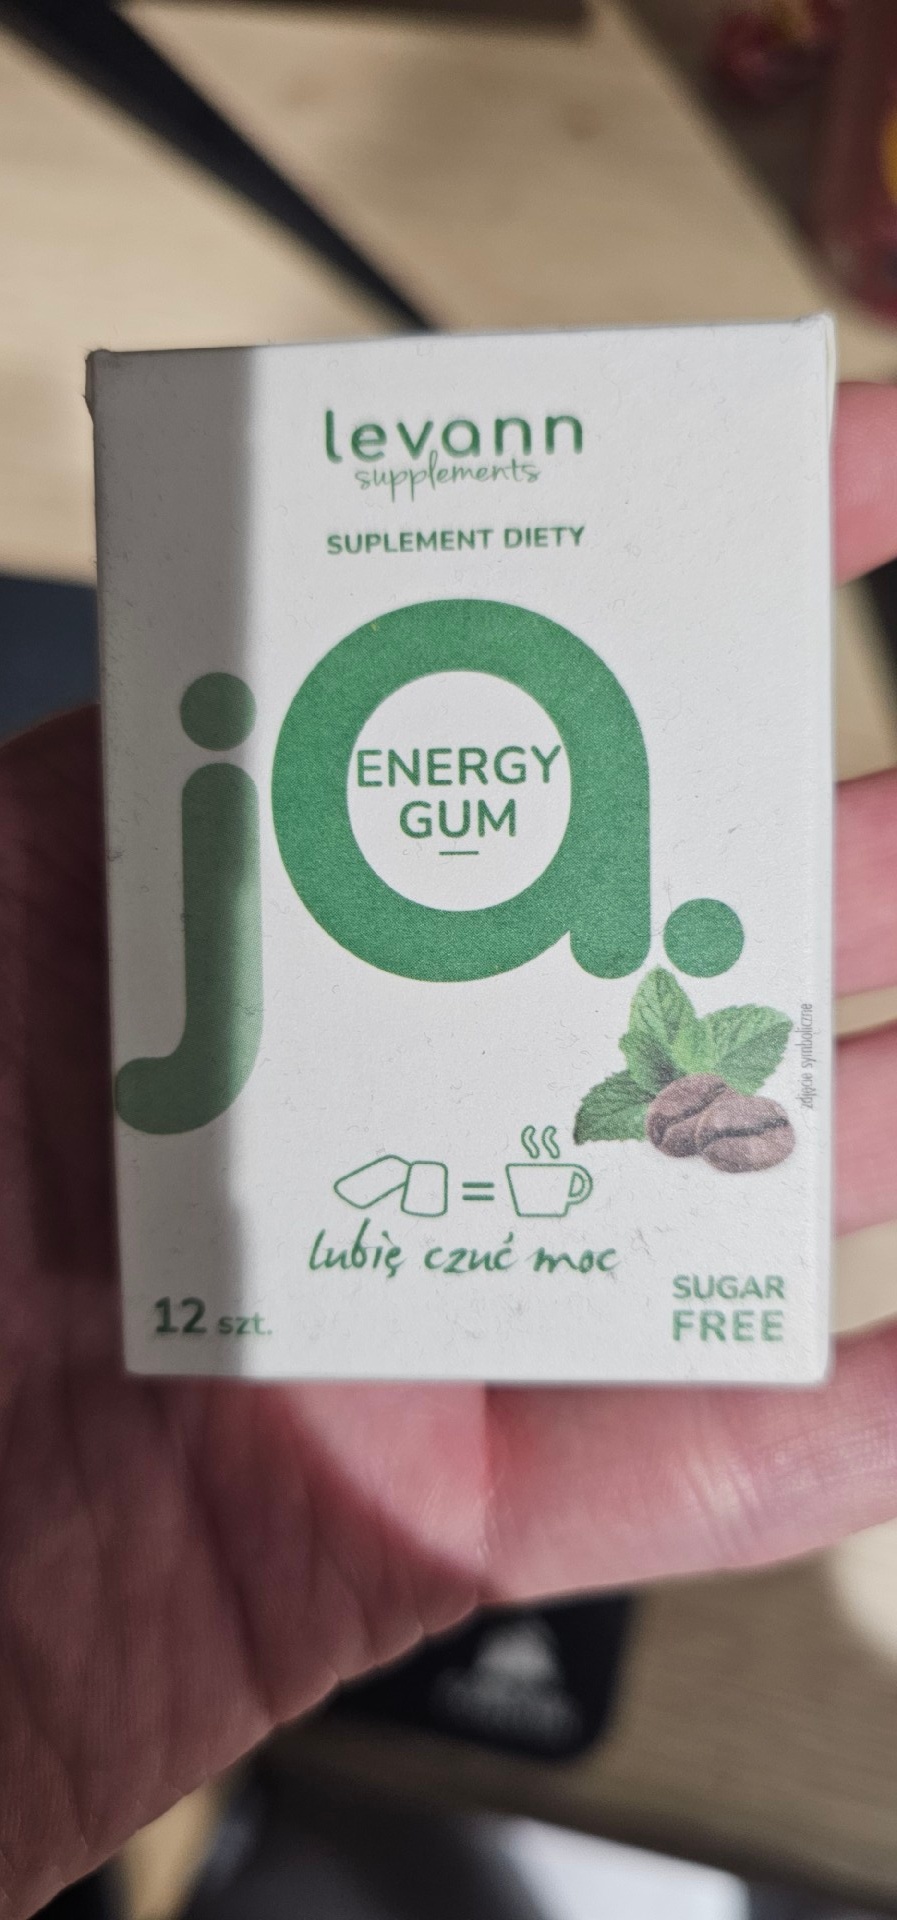 levann
supplements
SUPLEMENT DIETY
ja.
ENERGY
GUM
zdjęcie symboliczne
=
lubię czuć moc
12 szt.
SUGAR
FREE